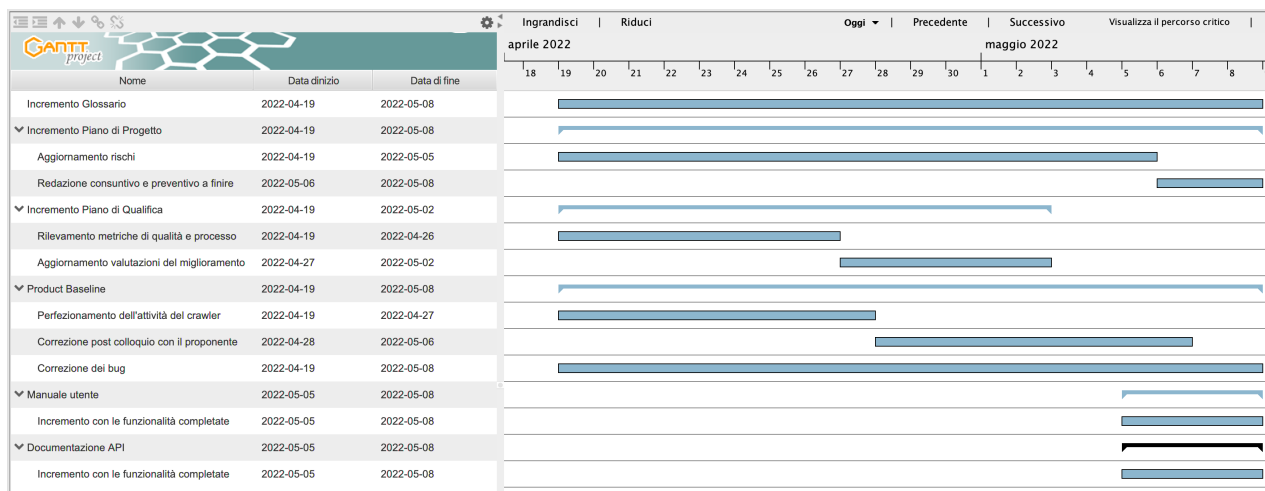 Ingrandisci | Riduci Oggi | Precedente | Successivo Visualizza il percorso critico |
GANTT project
aprile 2022 maggio 2022
Nome Data dinizio Data di fine
18 19 20 21 22 23 24 25 26 27 28 29 30 1 2 3 4 5 6 7 8
Incremento Glossario 2022-04-19 2022-05-08
Incremento Piano di Progetto 2022-04-19 2022-05-08
Aggiornamento rischi 2022-04-19 2022-05-05
Redazione consuntivo e preventivo a finire 2022-05-06 2022-05-08
Incremento Piano di Qualifica 2022-04-19 2022-05-02
Rilevamento metriche di qualità e processo 2022-04-19 2022-04-26
Aggiornamento valutazioni del miglioramento 2022-04-27 2022-05-02
Product Baseline 2022-04-19 2022-05-08
Perfezionamento dell'attività del crawler 2022-04-19 2022-04-27
Correzione post colloquio con il proponente 2022-04-28 2022-05-06
Correzione dei bug 2022-04-19 2022-05-08
Manuale utente 2022-05-05 2022-05-08
Incremento con le funzionalità completate 2022-05-05 2022-05-08
Documentazione API 2022-05-05 2022-05-08
Incremento con le funzionalità completate 2022-05-05 2022-05-08